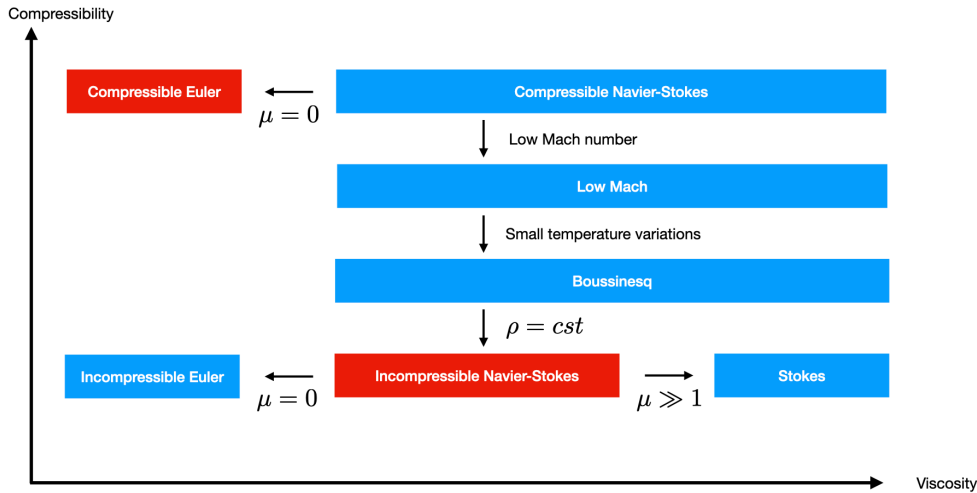 Compressibility
Compressible Euler
μ = 0
Compressible Navier-Stokes
Low Mach number
Low Mach
Small temperature variations
Boussinesq
ρ = cst
Incompressible Euler
μ = 0
Incompressible Navier-Stokes
μ ≫ 1
Stokes
Viscosity